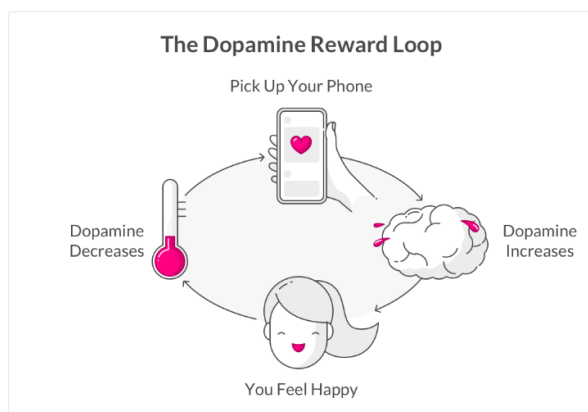 The Dopamine Reward Loop
Pick Up Your Phone
Dopamine
Increases
You Feel Happy
Dopamine
Decreases